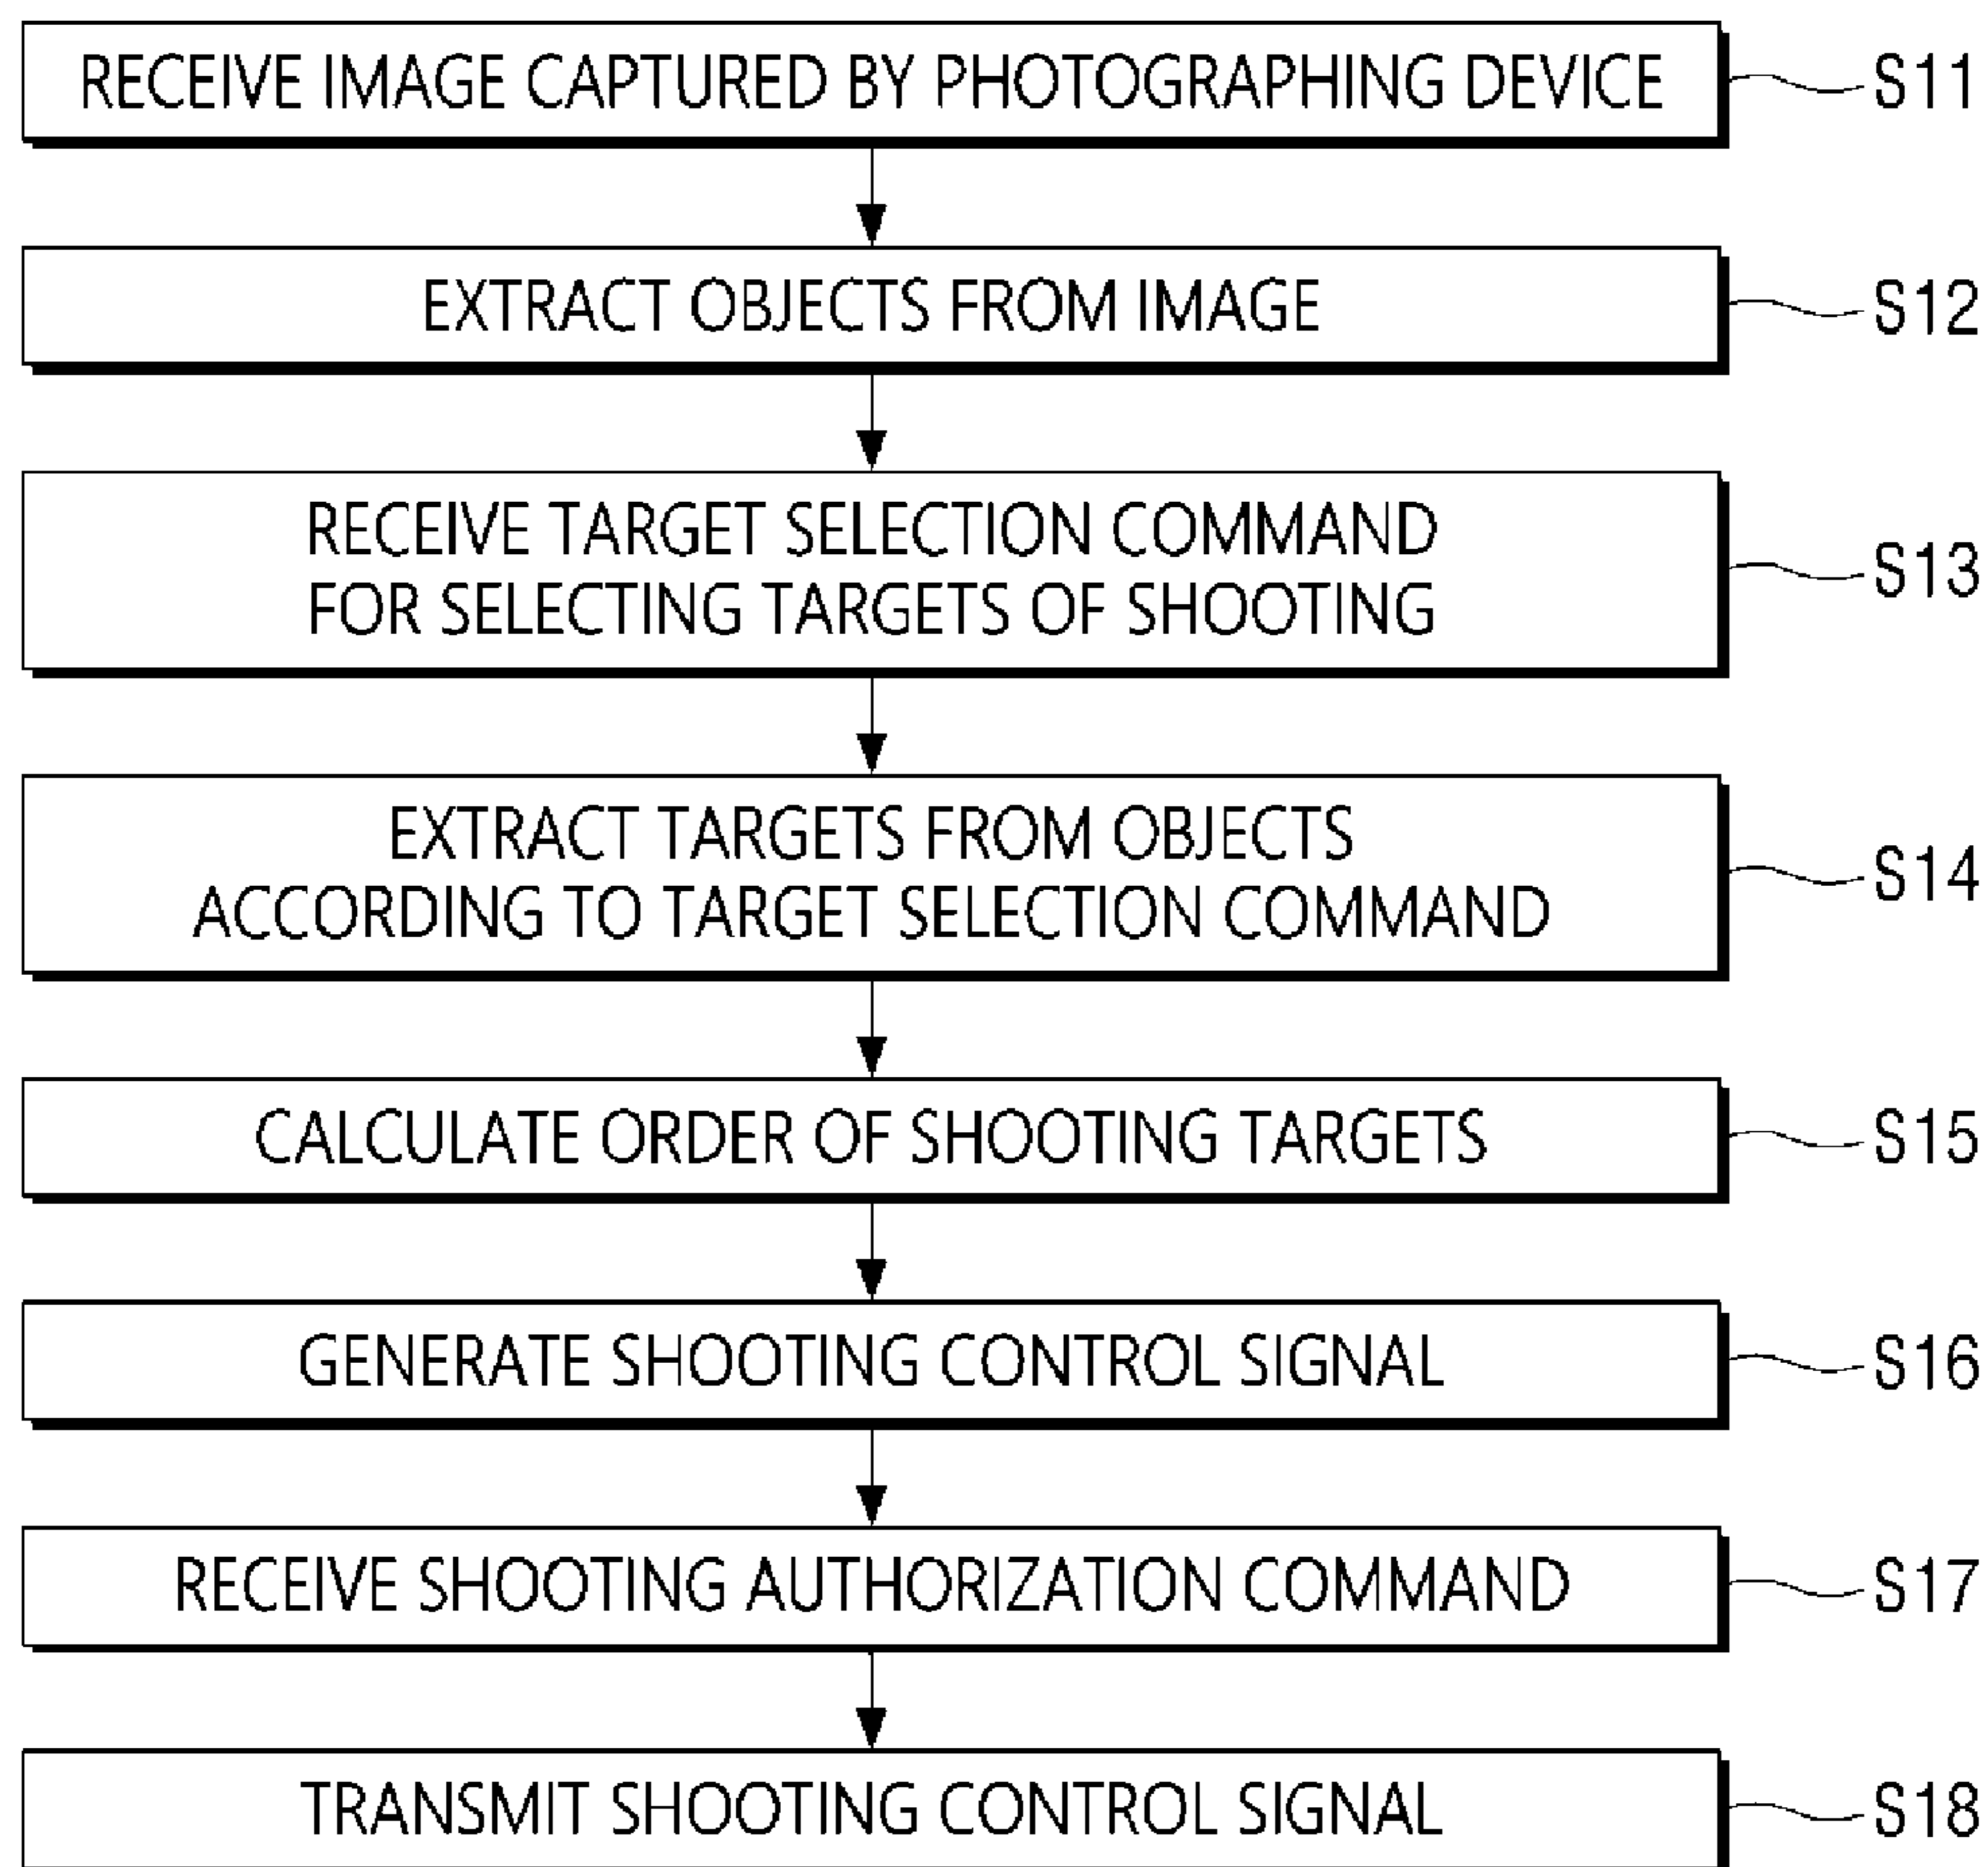 RECEIVE IMAGE CAPTURED BY PHOTOGRAPHING DEVICE
S11
EXTRACT OBJECTS FROM IMAGE
S12
RECEIVE TARGET SELECTION COMMAND
FOR SELECTING TARGETS OF SHOOTING
S13
EXTRACT TARGETS FROM OBJECTS
ACCORDING TO TARGET SELECTION COMMAND
S14
CALCULATE ORDER OF SHOOTING TARGETS
S15
GENERATE SHOOTING CONTROL SIGNAL
S16
RECEIVE SHOOTING AUTHORIZATION COMMAND
S17
TRANSMIT SHOOTING CONTROL SIGNAL
S18